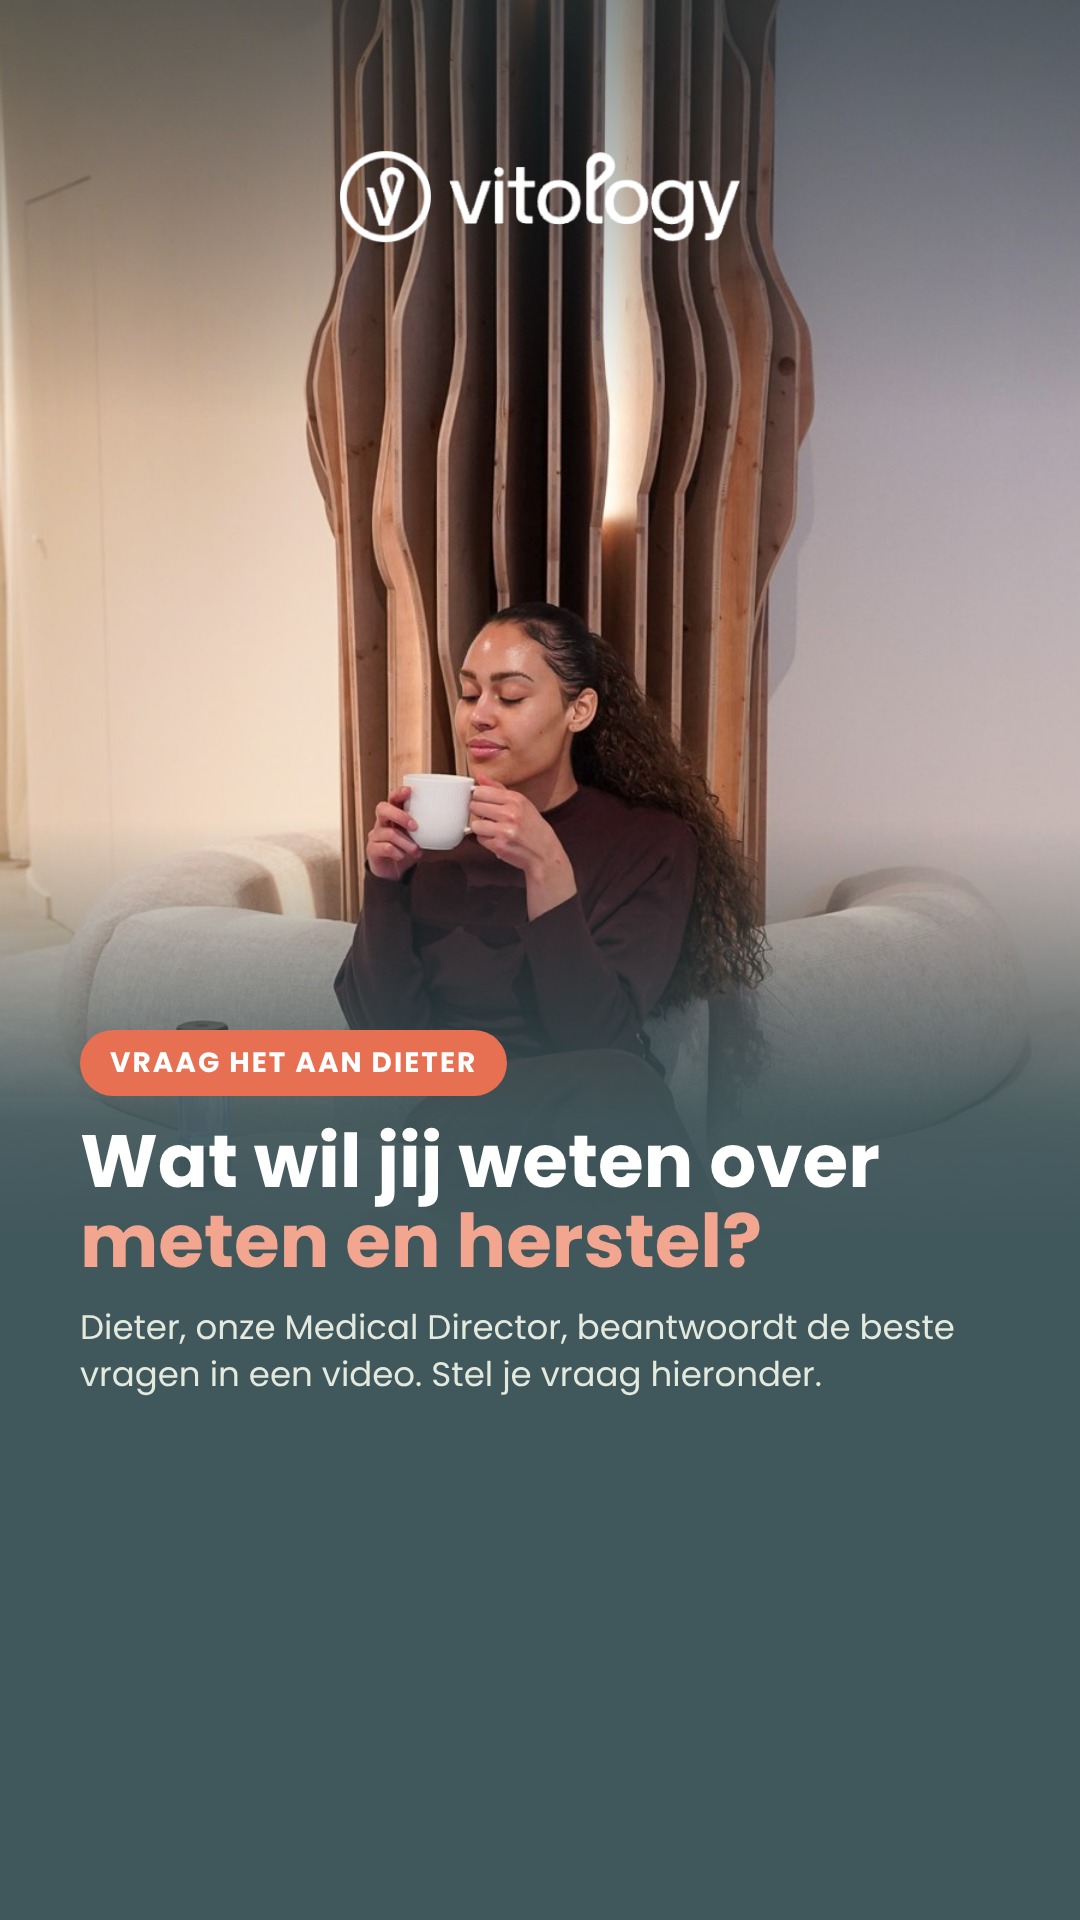 vitology
VRAAG HET AAN DIETER
Wat wil jij weten over
meten en herstel?
Dieter, onze Medical Director, beantwoordt de beste
vragen in een video. Stel je vraag hieronder.